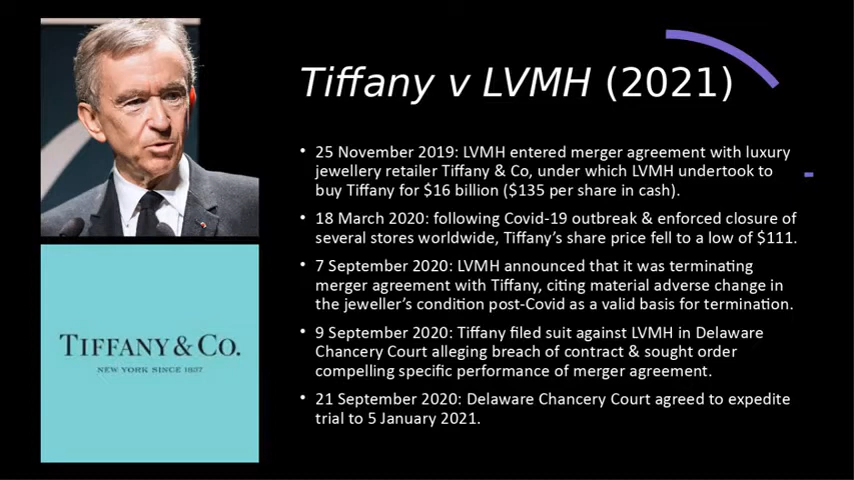 Tiffany v LVMH (2021)
• 25 November 2019: LVMH entered merger agreement with luxury
jewellery retailer Tiffany & Co, under which LVMH undertook to
buy Tiffany for $16 billion ($135 per share in cash).
• 18 March 2020: following Covid-19 outbreak & enforced closure of
several stores worldwide, Tiffany’s share price fell to a low of $111.
• 7 September 2020: LVMH announced that it was terminating
merger agreement with Tiffany, citing material adverse change in
the jeweller’s condition post-Covid as a valid basis for termination.
• 9 September 2020: Tiffany filed suit against LVMH in Delaware
Chancery Court alleging breach of contract & sought order
compelling specific performance of merger agreement.
• 21 September 2020: Delaware Chancery Court agreed to expedite
trial to 5 January 2021.
TIFFANY & CO.
NEW YORK SINCE 1837